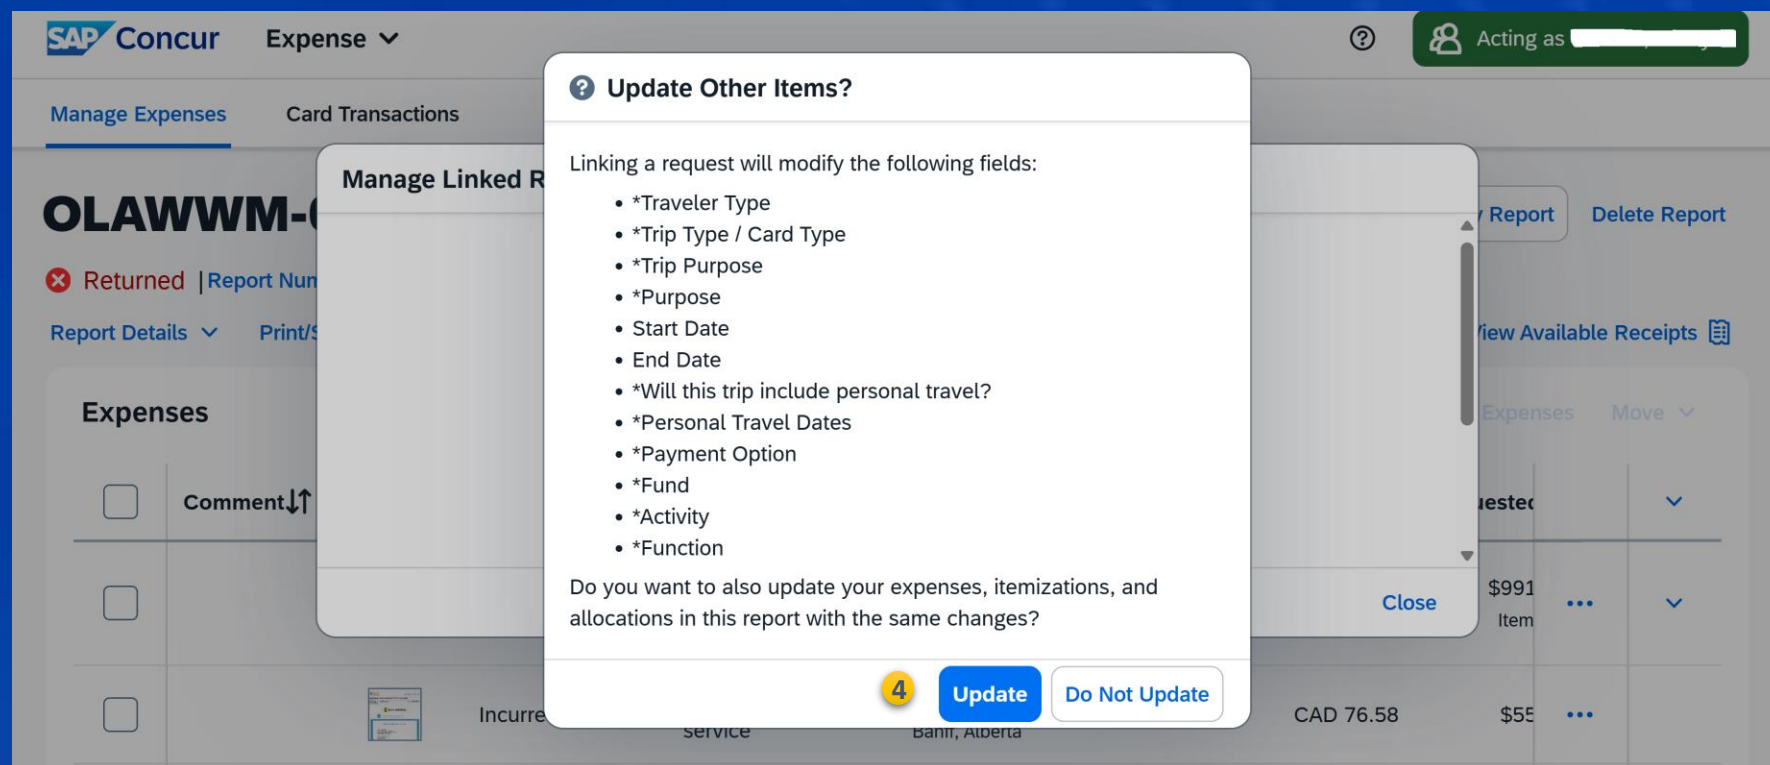 SAP Concur Expense
Acting as
Manage Expenses Card Transactions
Update Other Items?
Manage Linked R
OLAWWM-
Report Delete Report
Returned | Report Num
Report Details Print/S
View Available Receipts
Linking a request will modify the following fields:
• *Traveler Type
• *Trip Type / Card Type
• *Trip Purpose
• *Purpose
• Start Date
• End Date
• *Will this trip include personal travel?
• *Personal Travel Dates
• *Payment Option
• *Fund
• *Activity
• *Function
Do you want to also update your expenses, itemizations, and
allocations in this report with the same changes?
4 Update Do Not Update
Close
Expenses
Expenses Move
Comment
uested
$991
Item
Incurre
service
Banff, Alberta
CAD 76.58
$55